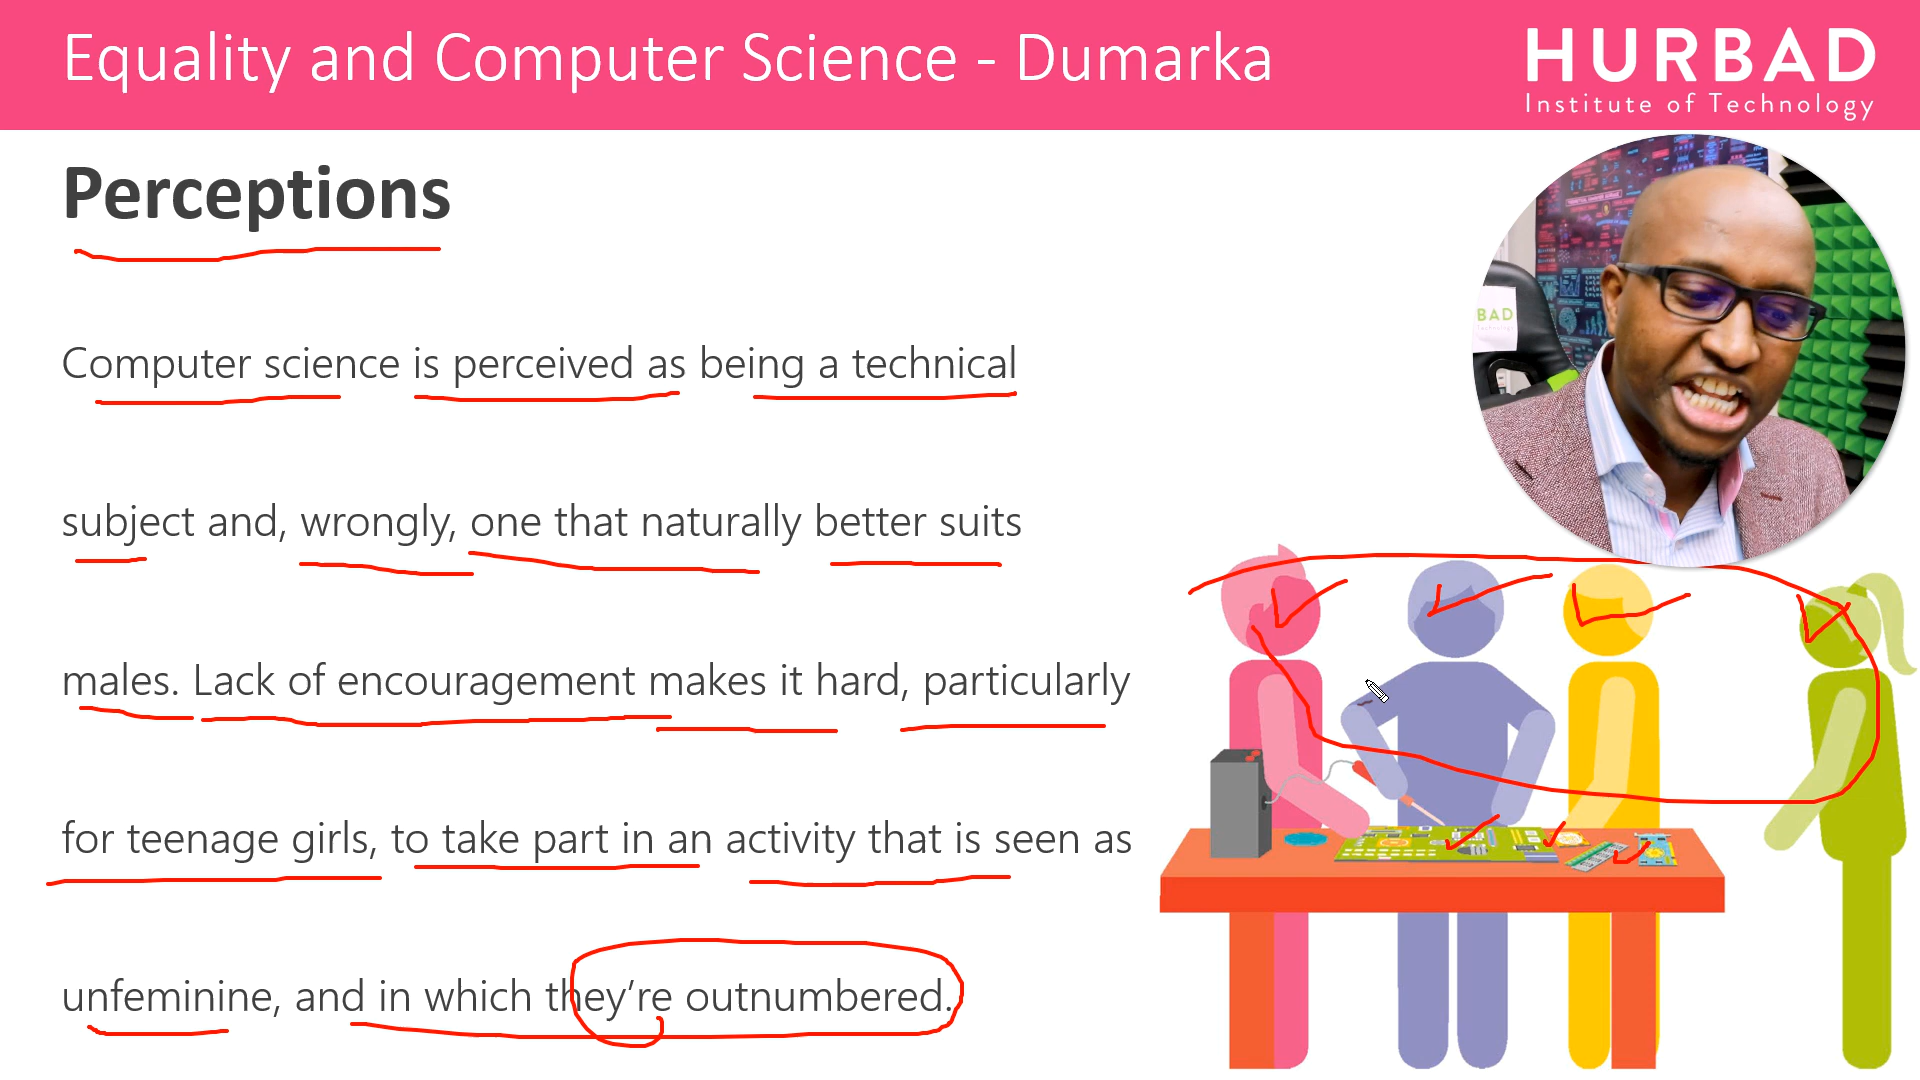 Equality and Computer Science - Dumarka
HURBAD
Institute of Technology
Perceptions
BAD
Computer science is perceived as being a technical
subject and, wrongly, one that naturally better suits
males. Lack of encouragement makes it hard, particularly
for teenage girls, to take part in an activity that is seen as
unfeminine, and in which they’re outnumbered.